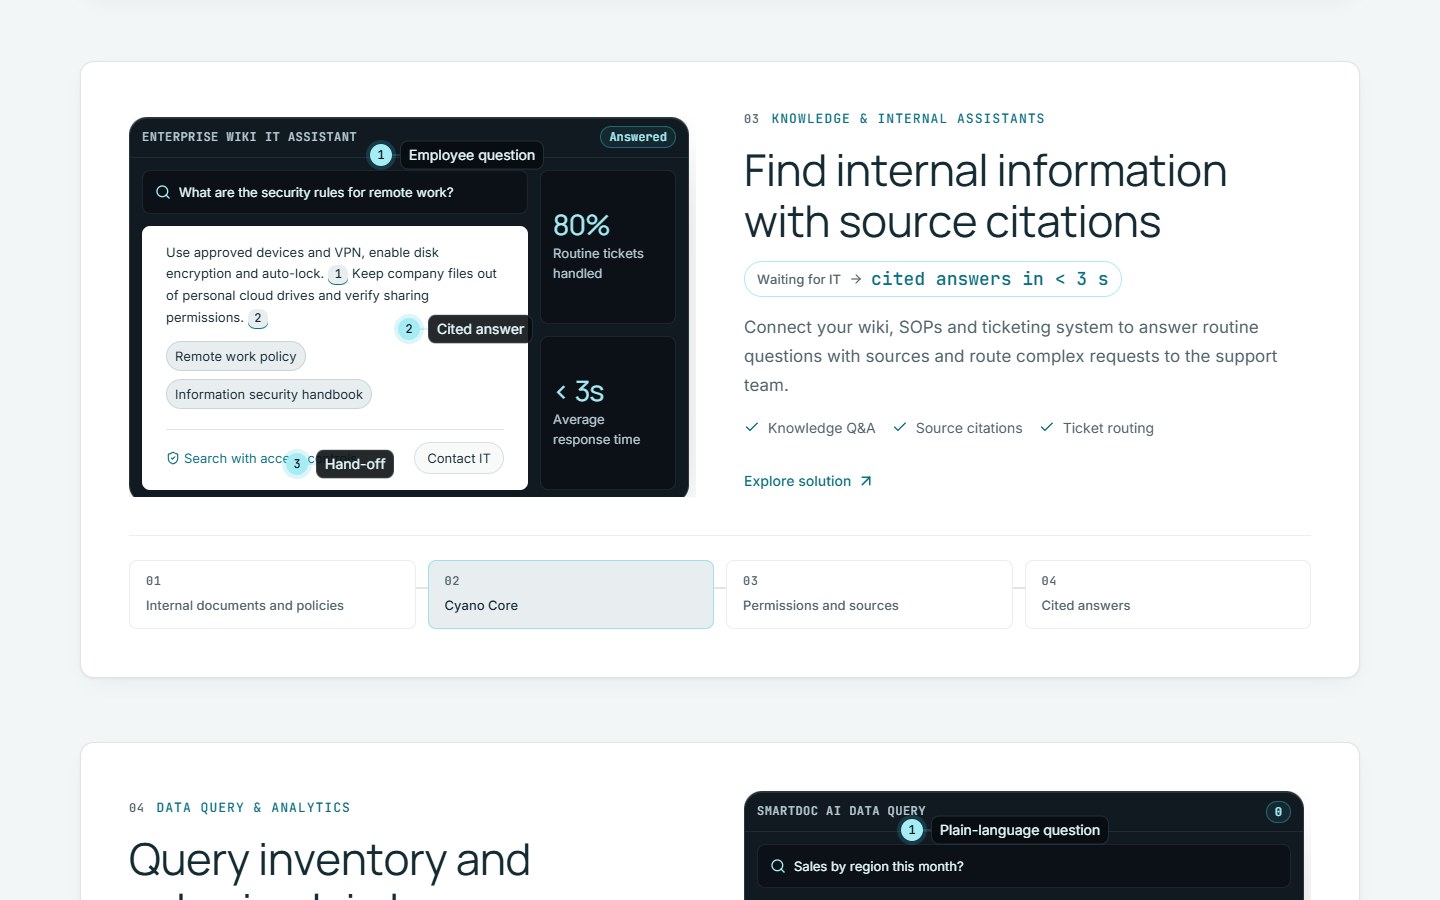 ENTERPRISE WIKI IT ASSISTANT
Answered
1 Employee question
What are the security rules for remote work?
Use approved devices and VPN, enable disk
encryption and auto-lock. 1 Keep company files out
of personal cloud drives and verify sharing
permissions. 2
2 Cited answer
Remote work policy
Information security handbook
Search with acce
3 Hand-off
Contact IT
80%
Routine tickets
handled
< 3s
Average
response time
03 KNOWLEDGE & INTERNAL ASSISTANTS
Find internal information
with source citations
Waiting for IT → cited answers in < 3 s
Connect your wiki, SOPs and ticketing system to answer routine
questions with sources and route complex requests to the support
team.
Knowledge Q&A Source citations Ticket routing
Explore solution
01
Internal documents and policies
02
Cyano Core
03
Permissions and sources
04
Cited answers
04 DATA QUERY & ANALYTICS
Query inventory and
SMARTDOC AI DATA QUERY
0
1 Plain-language question
Sales by region this month?